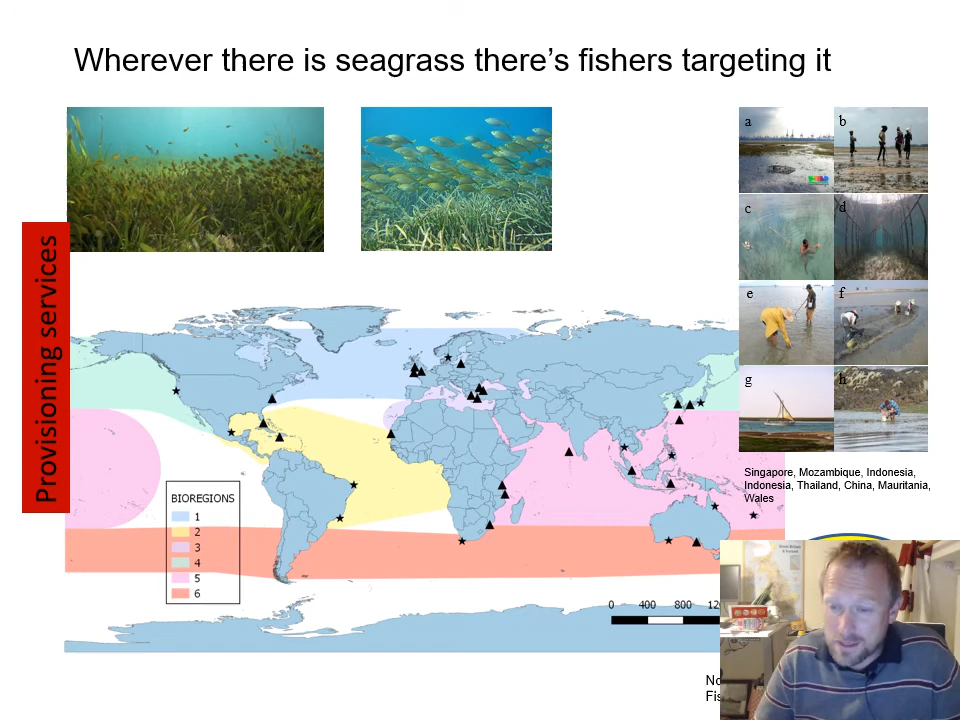 Wherever there is seagrass there’s fishers targeting it
a
b
c
d
e
f
g
h
Provisioning services
Singapore, Mozambique, Indonesia,
Indonesia, Thailand, China, Mauritania,
Wales
BIOREGIONS
1
2
3
4
5
6
0 400 800